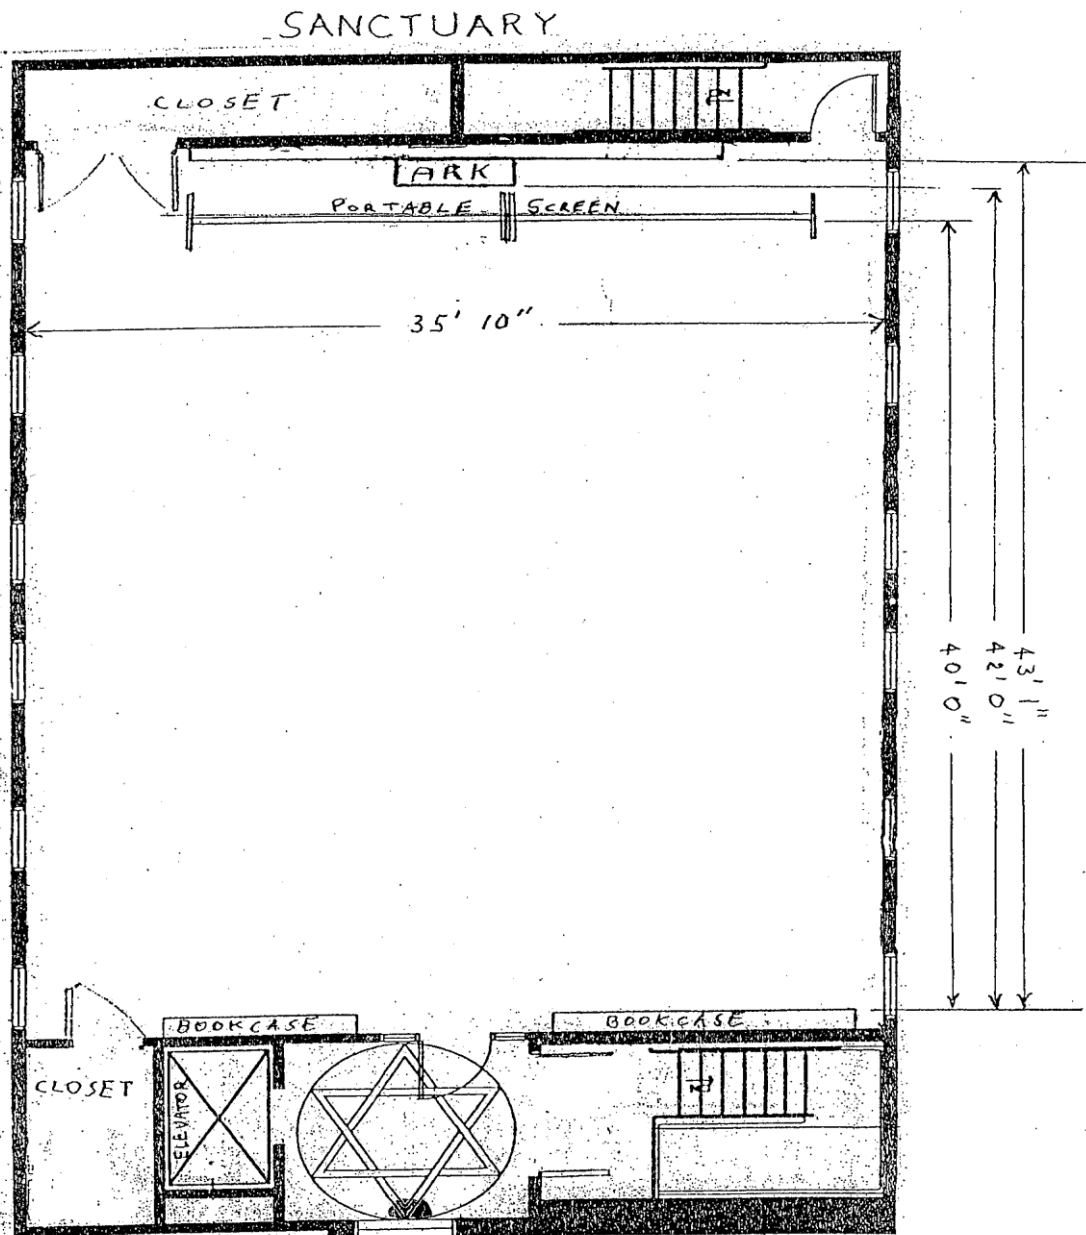 SANCTUARY
CLOSET
ARK
PORTABLE SCREEN
35' 10"
43' 1"
42' 0"
40' 0"
BOOKCASE
BOOKCASE
CLOSET
ELEVATOR